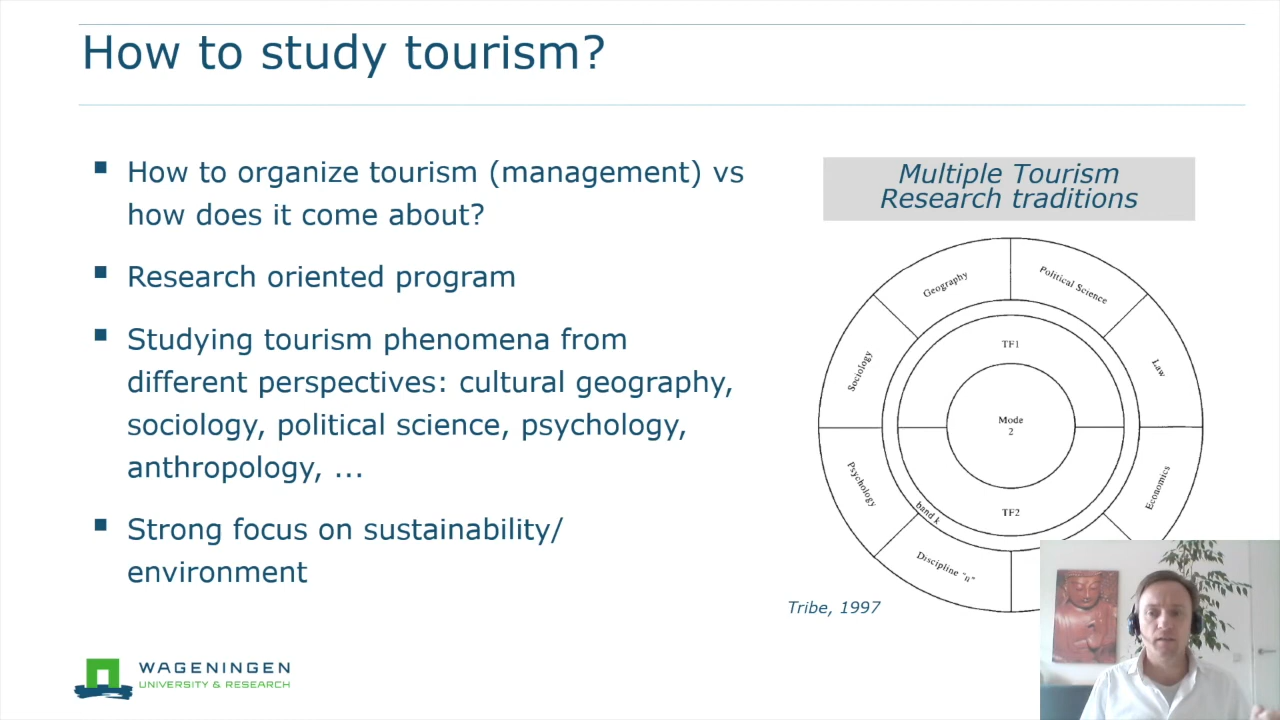 How to study tourism?
How to organize tourism (management) vs
how does it come about?
Research oriented program
Studying tourism phenomena from
different perspectives: cultural geography,
sociology, political science, psychology,
anthropology, ...
Strong focus on sustainability/
environment
Multiple Tourism
Research traditions
Geography
Political Science
Sociology
TF1
Law
Mode
2
Psychology
band k
TF2
Economics
Discipline "n"
Tribe, 1997
WAGENINGEN
UNIVERSITY & RESEARCH